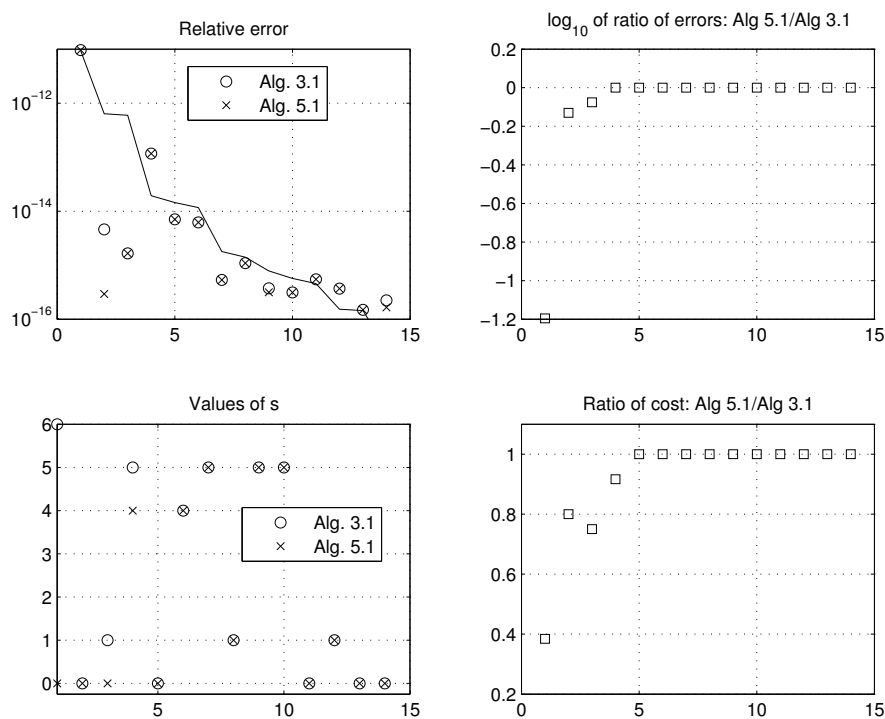 Relative error
10^-12
10^-14
10^-16
0 5 10 15
Alg. 3.1
Alg. 5.1
log_10 of ratio of errors: Alg 5.1/Alg 3.1
0.2
0
−0.2
−0.4
−0.6
−0.8
−1
−1.2
0 5 10 15
Values of s
6
5
4
3
2
1
0
5 10 15
Alg. 3.1
Alg. 5.1
Ratio of cost: Alg 5.1/Alg 3.1
1
0.8
0.6
0.4
0.2
0 5 10 15